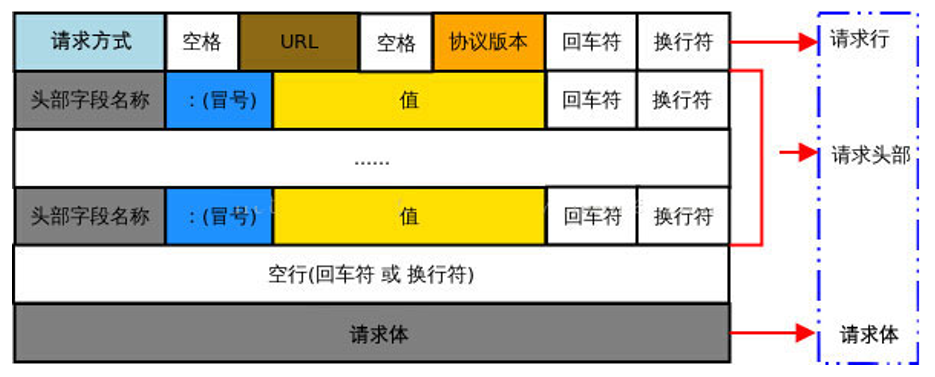 请求方式 空格 URL 空格 协议版本 回车符 换行符 请求行
头部字段名称 ：(冒号) 值 回车符 换行符
...... 请求头部
头部字段名称 ：(冒号) 值 回车符 换行符
空行(回车符 或 换行符)
请求体 请求体